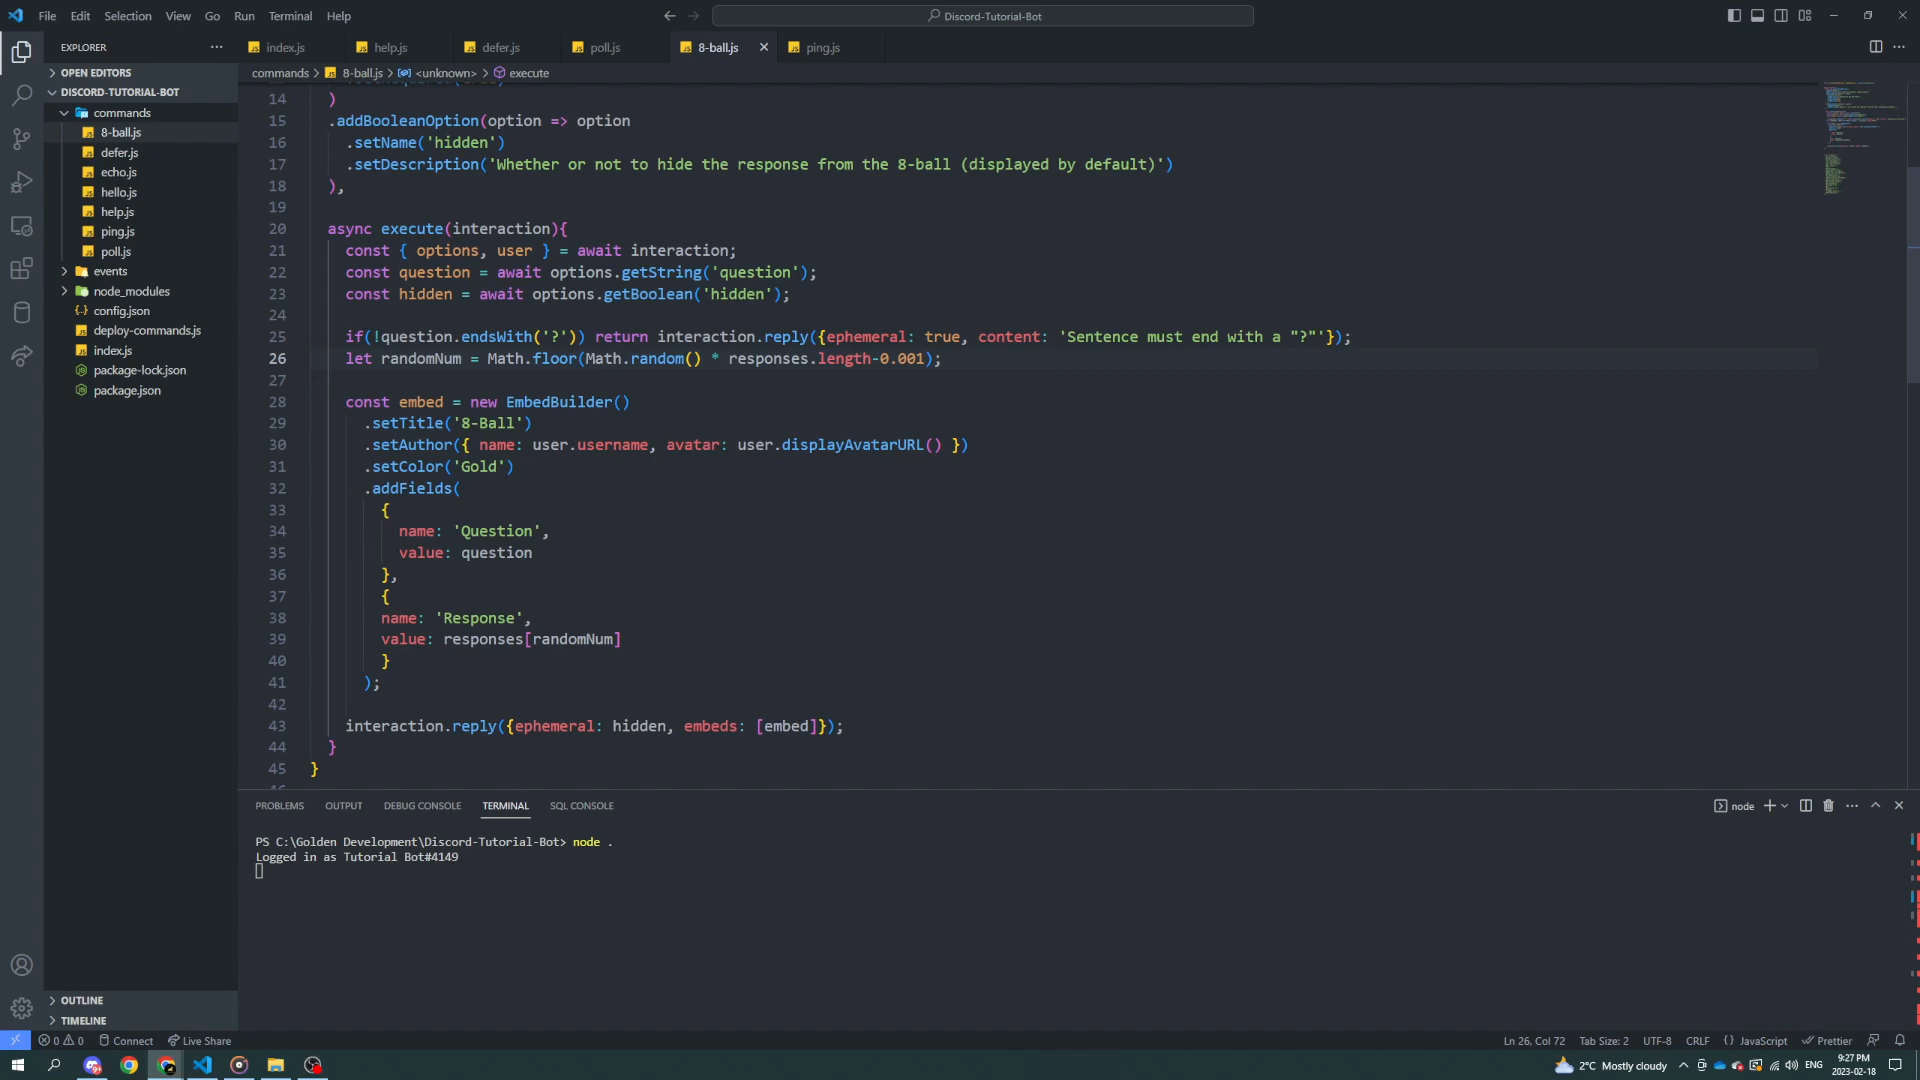 File Edit Selection View Go Run Terminal Help
Discord-Tutorial-Bot
EXPLORER
index.js help.js defer.js poll.js 8-ball.js ping.js
OPEN EDITORS
commands > 8-ball.js > <unknown> > execute
DISCORD-TUTORIAL-BOT
commands
8-ball.js
defer.js
echo.js
hello.js
help.js
ping.js
poll.js
events
node_modules
config.json
deploy-commands.js
index.js
package-lock.json
package.json
14 )
15 .addBooleanOption(option => option
16 .setName('hidden')
17 .setDescription('Whether or not to hide the response from the 8-ball (displayed by default)')
18 ),
19
20 async execute(interaction){
21 const { options, user } = await interaction;
22 const question = await options.getString('question');
23 const hidden = await options.getBoolean('hidden');
24
25 if(!question.endsWith('?')) return interaction.reply({ephemeral: true, content: 'Sentence must end with a "?"'});
26 let randomNum = Math.floor(Math.random() * responses.length-0.001);
27
28 const embed = new EmbedBuilder()
29 .setTitle('8-Ball')
30 .setAuthor({ name: user.username, avatar: user.displayAvatarURL() })
31 .setColor('Gold')
32 .addFields(
33 {
34 name: 'Question',
35 value: question
36 },
37 {
38 name: 'Response',
39 value: responses[randomNum]
40 }
41 );
42
43 interaction.reply({ephemeral: hidden, embeds: [embed]});
44 }
45 }
PROBLEMS OUTPUT DEBUG CONSOLE TERMINAL SQL CONSOLE
node
PS C:\Golden Development\Discord-Tutorial-Bot> node .
Logged in as Tutorial Bot#4149
OUTLINE
TIMELINE
0 0 Connect Live Share
Ln 26, Col 72 Tab Size: 2 UTF-8 CRLF {} JavaScript Prettier
2°C Mostly cloudy ENG 9:27 PM
2023-02-18